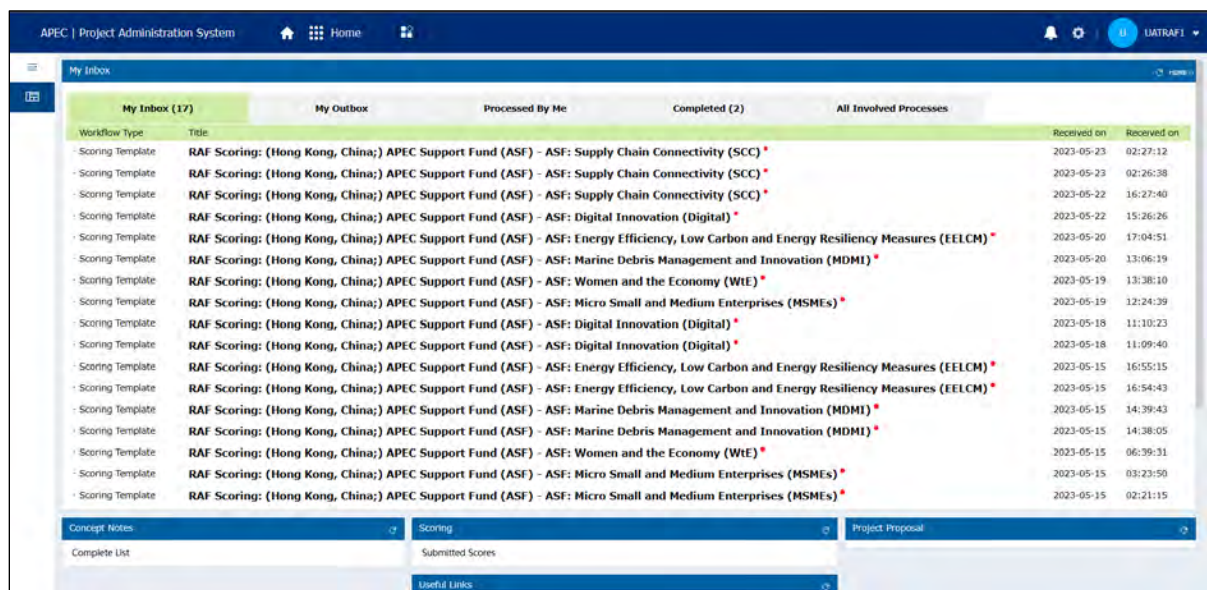 APEC | Project Administration System Home U UATRAF1
My Inbox
My Inbox (17) My Outbox Processed By Me Completed (2) All Involved Processes
Workflow Type Title Received on Received on
· Scoring Template RAF Scoring: (Hong Kong, China;) APEC Support Fund (ASF) - ASF: Supply Chain Connectivity (SCC) * 2023-05-23 02:27:12
· Scoring Template RAF Scoring: (Hong Kong, China;) APEC Support Fund (ASF) - ASF: Supply Chain Connectivity (SCC) * 2023-05-23 02:26:38
· Scoring Template RAF Scoring: (Hong Kong, China;) APEC Support Fund (ASF) - ASF: Supply Chain Connectivity (SCC) * 2023-05-22 16:27:40
· Scoring Template RAF Scoring: (Hong Kong, China;) APEC Support Fund (ASF) - ASF: Digital Innovation (Digital) * 2023-05-22 15:26:26
· Scoring Template RAF Scoring: (Hong Kong, China;) APEC Support Fund (ASF) - ASF: Energy Efficiency, Low Carbon and Energy Resiliency Measures (EELCM) * 2023-05-20 17:04:51
· Scoring Template RAF Scoring: (Hong Kong, China;) APEC Support Fund (ASF) - ASF: Marine Debris Management and Innovation (MDMI) * 2023-05-20 13:06:19
· Scoring Template RAF Scoring: (Hong Kong, China;) APEC Support Fund (ASF) - ASF: Women and the Economy (WtE) * 2023-05-19 13:38:10
· Scoring Template RAF Scoring: (Hong Kong, China;) APEC Support Fund (ASF) - ASF: Micro Small and Medium Enterprises (MSMEs) * 2023-05-19 12:24:39
· Scoring Template RAF Scoring: (Hong Kong, China;) APEC Support Fund (ASF) - ASF: Digital Innovation (Digital) * 2023-05-18 11:10:23
· Scoring Template RAF Scoring: (Hong Kong, China;) APEC Support Fund (ASF) - ASF: Digital Innovation (Digital) * 2023-05-18 11:09:40
· Scoring Template RAF Scoring: (Hong Kong, China;) APEC Support Fund (ASF) - ASF: Energy Efficiency, Low Carbon and Energy Resiliency Measures (EELCM) * 2023-05-15 16:55:15
· Scoring Template RAF Scoring: (Hong Kong, China;) APEC Support Fund (ASF) - ASF: Energy Efficiency, Low Carbon and Energy Resiliency Measures (EELCM) * 2023-05-15 16:54:43
· Scoring Template RAF Scoring: (Hong Kong, China;) APEC Support Fund (ASF) - ASF: Marine Debris Management and Innovation (MDMI) * 2023-05-15 14:39:43
· Scoring Template RAF Scoring: (Hong Kong, China;) APEC Support Fund (ASF) - ASF: Marine Debris Management and Innovation (MDMI) * 2023-05-15 14:38:05
· Scoring Template RAF Scoring: (Hong Kong, China;) APEC Support Fund (ASF) - ASF: Women and the Economy (WtE) * 2023-05-15 06:39:31
· Scoring Template RAF Scoring: (Hong Kong, China;) APEC Support Fund (ASF) - ASF: Micro Small and Medium Enterprises (MSMEs) * 2023-05-15 03:23:50
· Scoring Template RAF Scoring: (Hong Kong, China;) APEC Support Fund (ASF) - ASF: Micro Small and Medium Enterprises (MSMEs) * 2023-05-15 02:21:15
Concept Notes Scoring Project Proposal
Complete List Submitted Scores
Useful Links